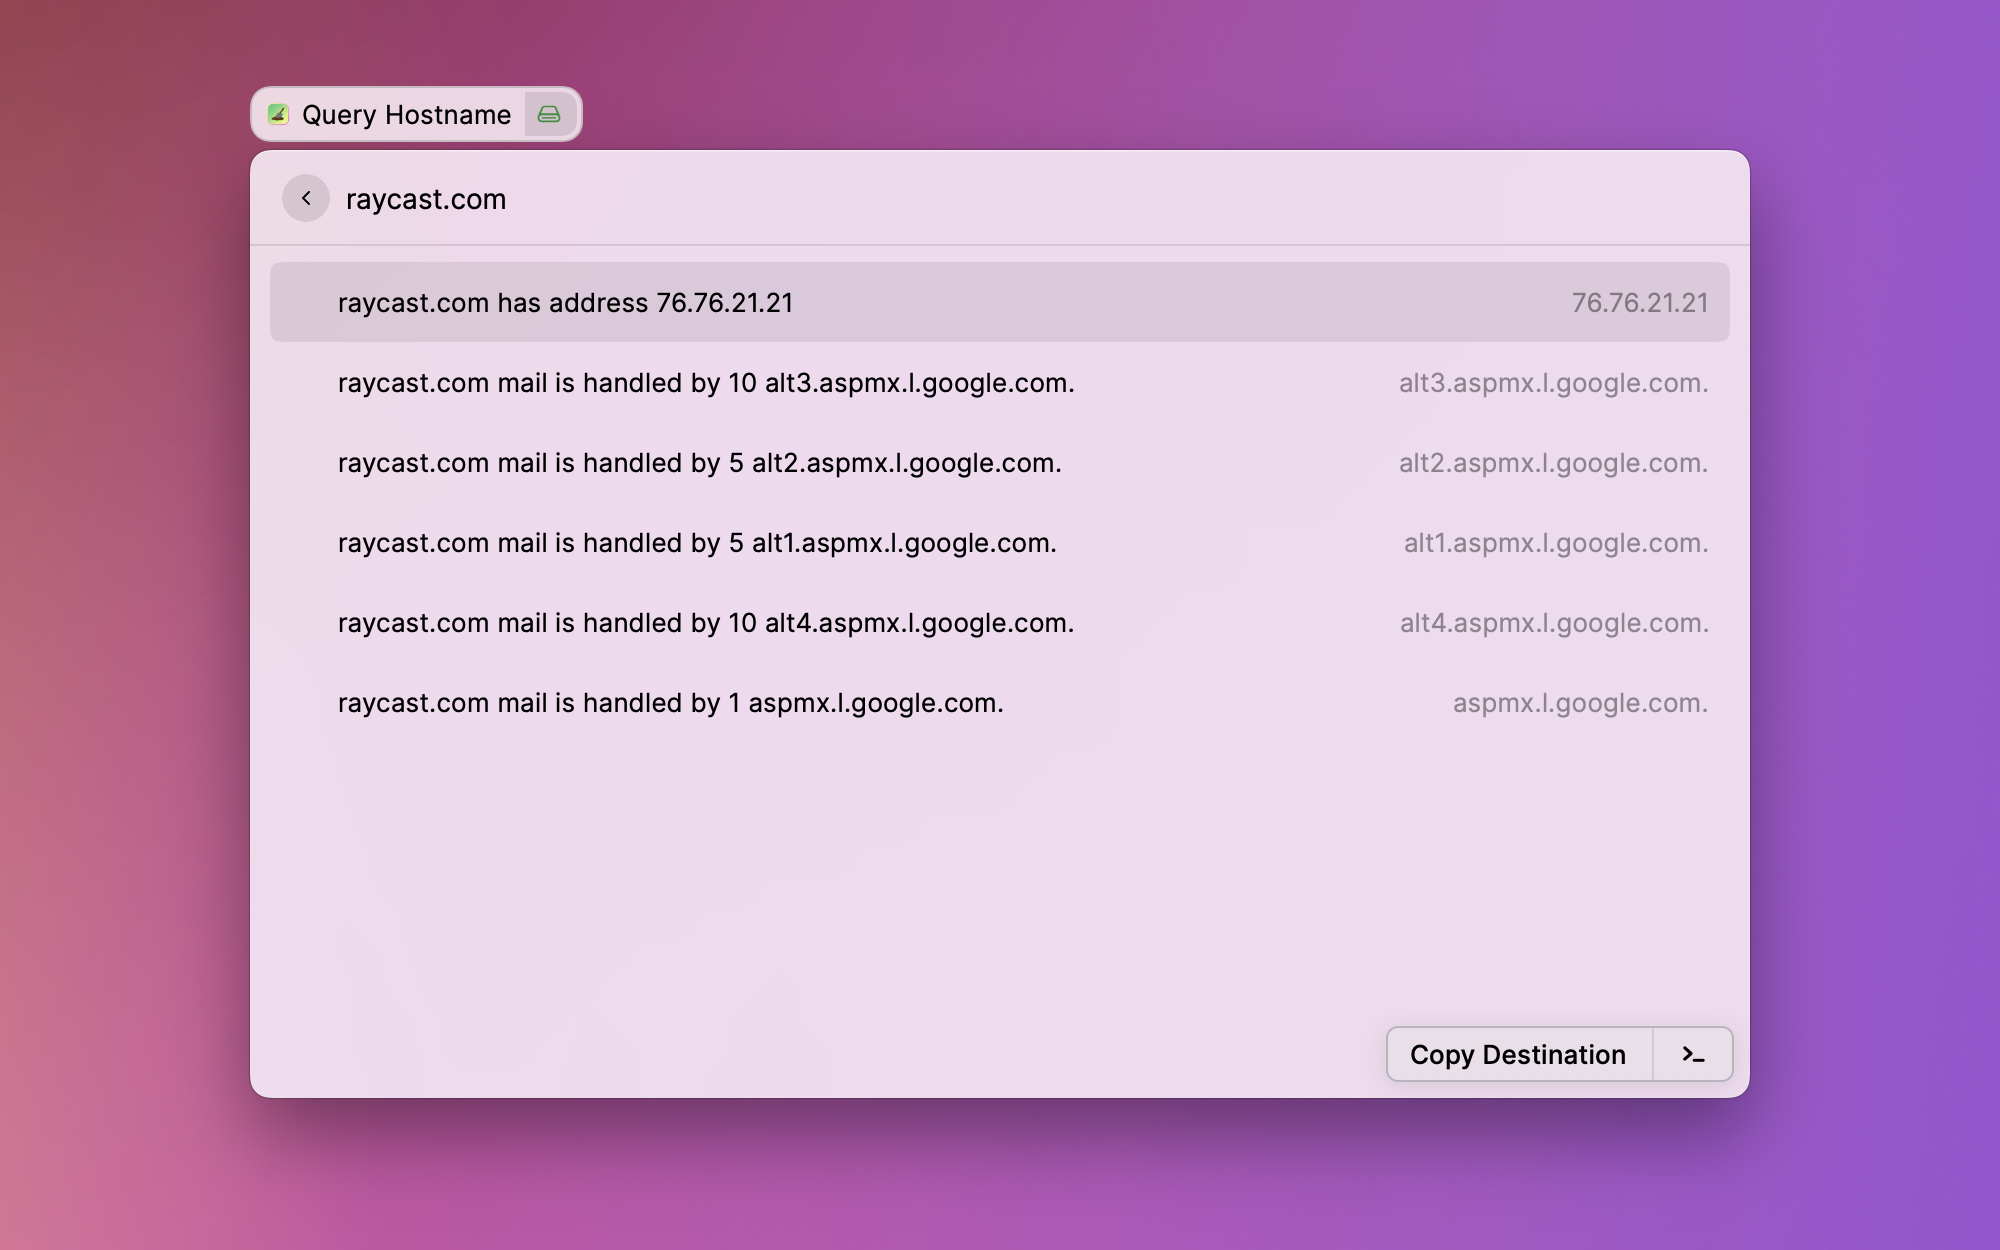 Query Hostname
raycast.com
raycast.com has address 76.76.21.21 76.76.21.21
raycast.com mail is handled by 10 alt3.aspmx.l.google.com. alt3.aspmx.l.google.com.
raycast.com mail is handled by 5 alt2.aspmx.l.google.com. alt2.aspmx.l.google.com.
raycast.com mail is handled by 5 alt1.aspmx.l.google.com. alt1.aspmx.l.google.com.
raycast.com mail is handled by 10 alt4.aspmx.l.google.com. alt4.aspmx.l.google.com.
raycast.com mail is handled by 1 aspmx.l.google.com. aspmx.l.google.com.
Copy Destination